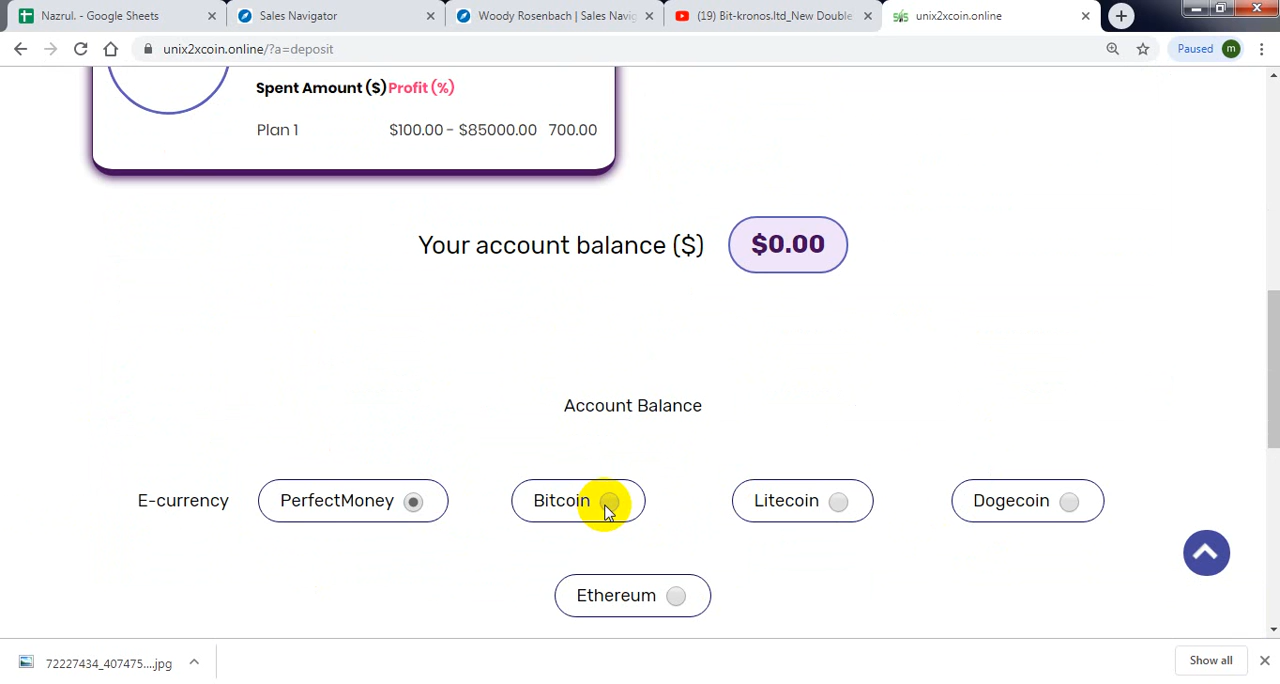 Nazrul. - Google Sheets
Sales Navigator
Woody Rosenbach | Sales Navig
(19) Bit-kronos.ltd_New Double
unix2xcoin.online
unix2xcoin.online/?a=deposit
Paused
m
Spent Amount ($) Profit (%)
Plan 1 $100.00 - $85000.00 700.00
Your account balance ($) $0.00
Account Balance
E-currency PerfectMoney Bitcoin Litecoin Dogecoin
Ethereum
72227434_407475....jpg
Show all